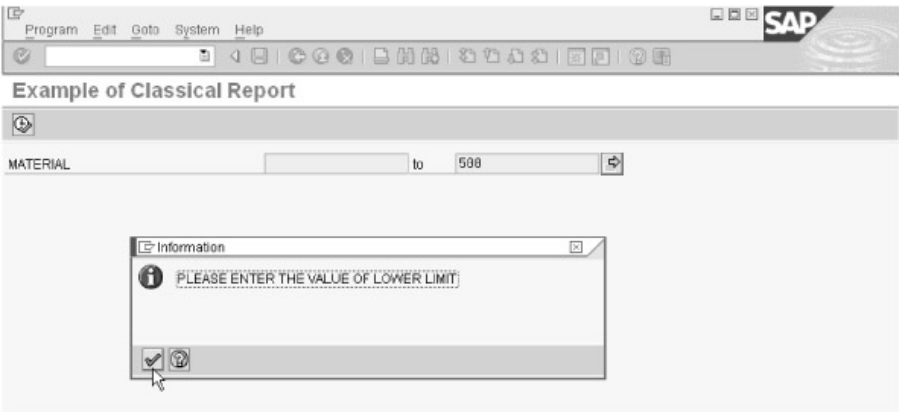 Program Edit Goto System Help
SAP
Example of Classical Report
MATERIAL to 500
Information
PLEASE ENTER THE VALUE OF LOWER LIMIT